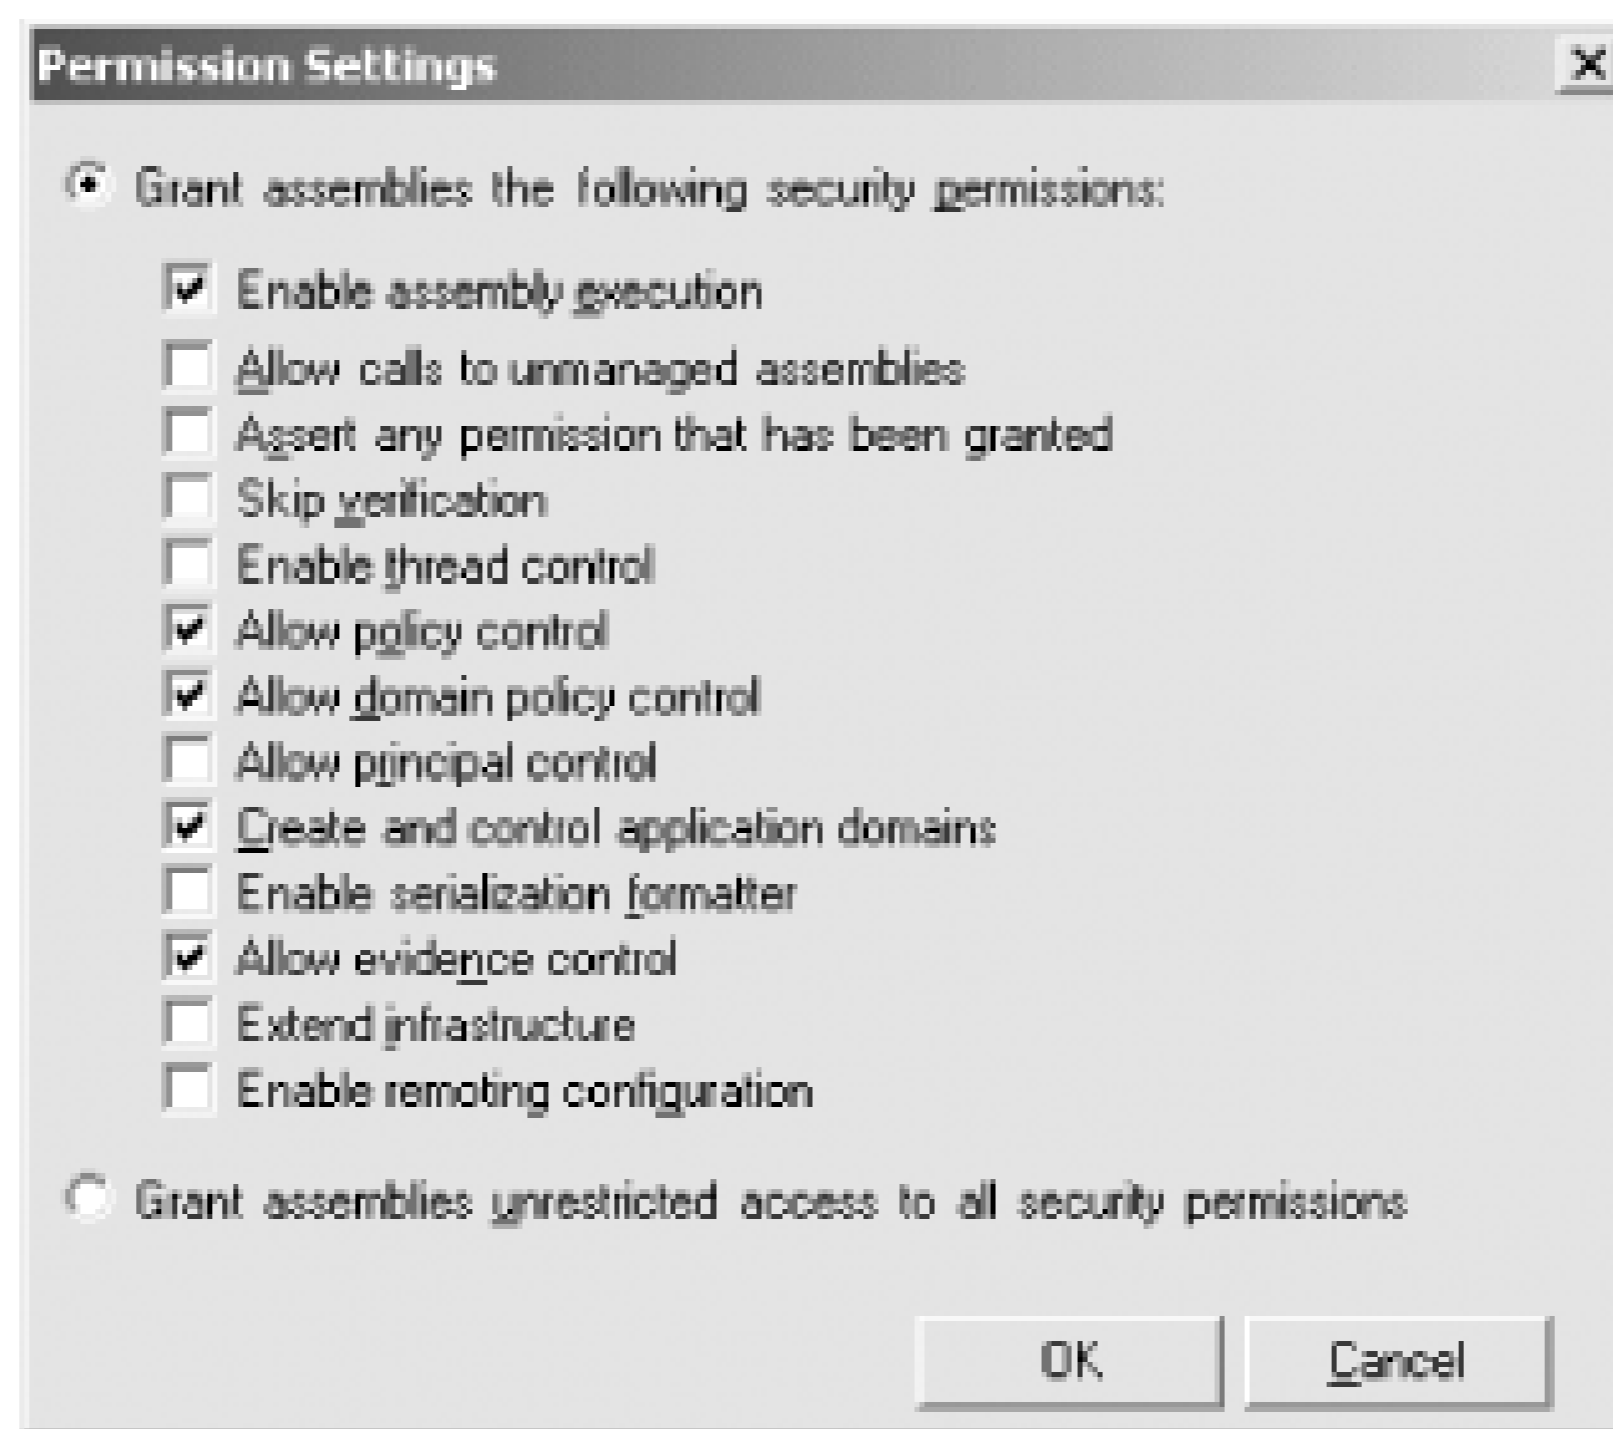 Permission Settings
Grant assemblies the following security permissions:
Enable assembly execution
Allow calls to unmanaged assemblies
Assert any permission that has been granted
Skip verification
Enable thread control
Allow policy control
Allow domain policy control
Allow principal control
Create and control application domains
Enable serialization formatter
Allow evidence control
Extend infrastructure
Enable remoting configuration
Grant assemblies unrestricted access to all security permissions
OK Cancel